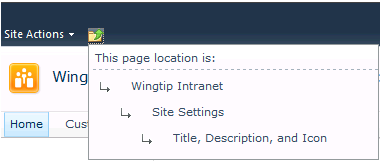 Site Actions
This page location is:
Wing
Wingtip Intranet
Site Settings
Home
Cust
Title, Description, and Icon